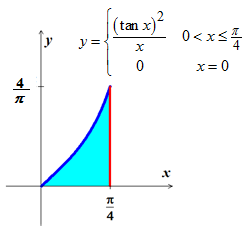 y = { (tan x)² / x    0 < x ≤ π/4
0    x = 0
y
4/π
x
π/4